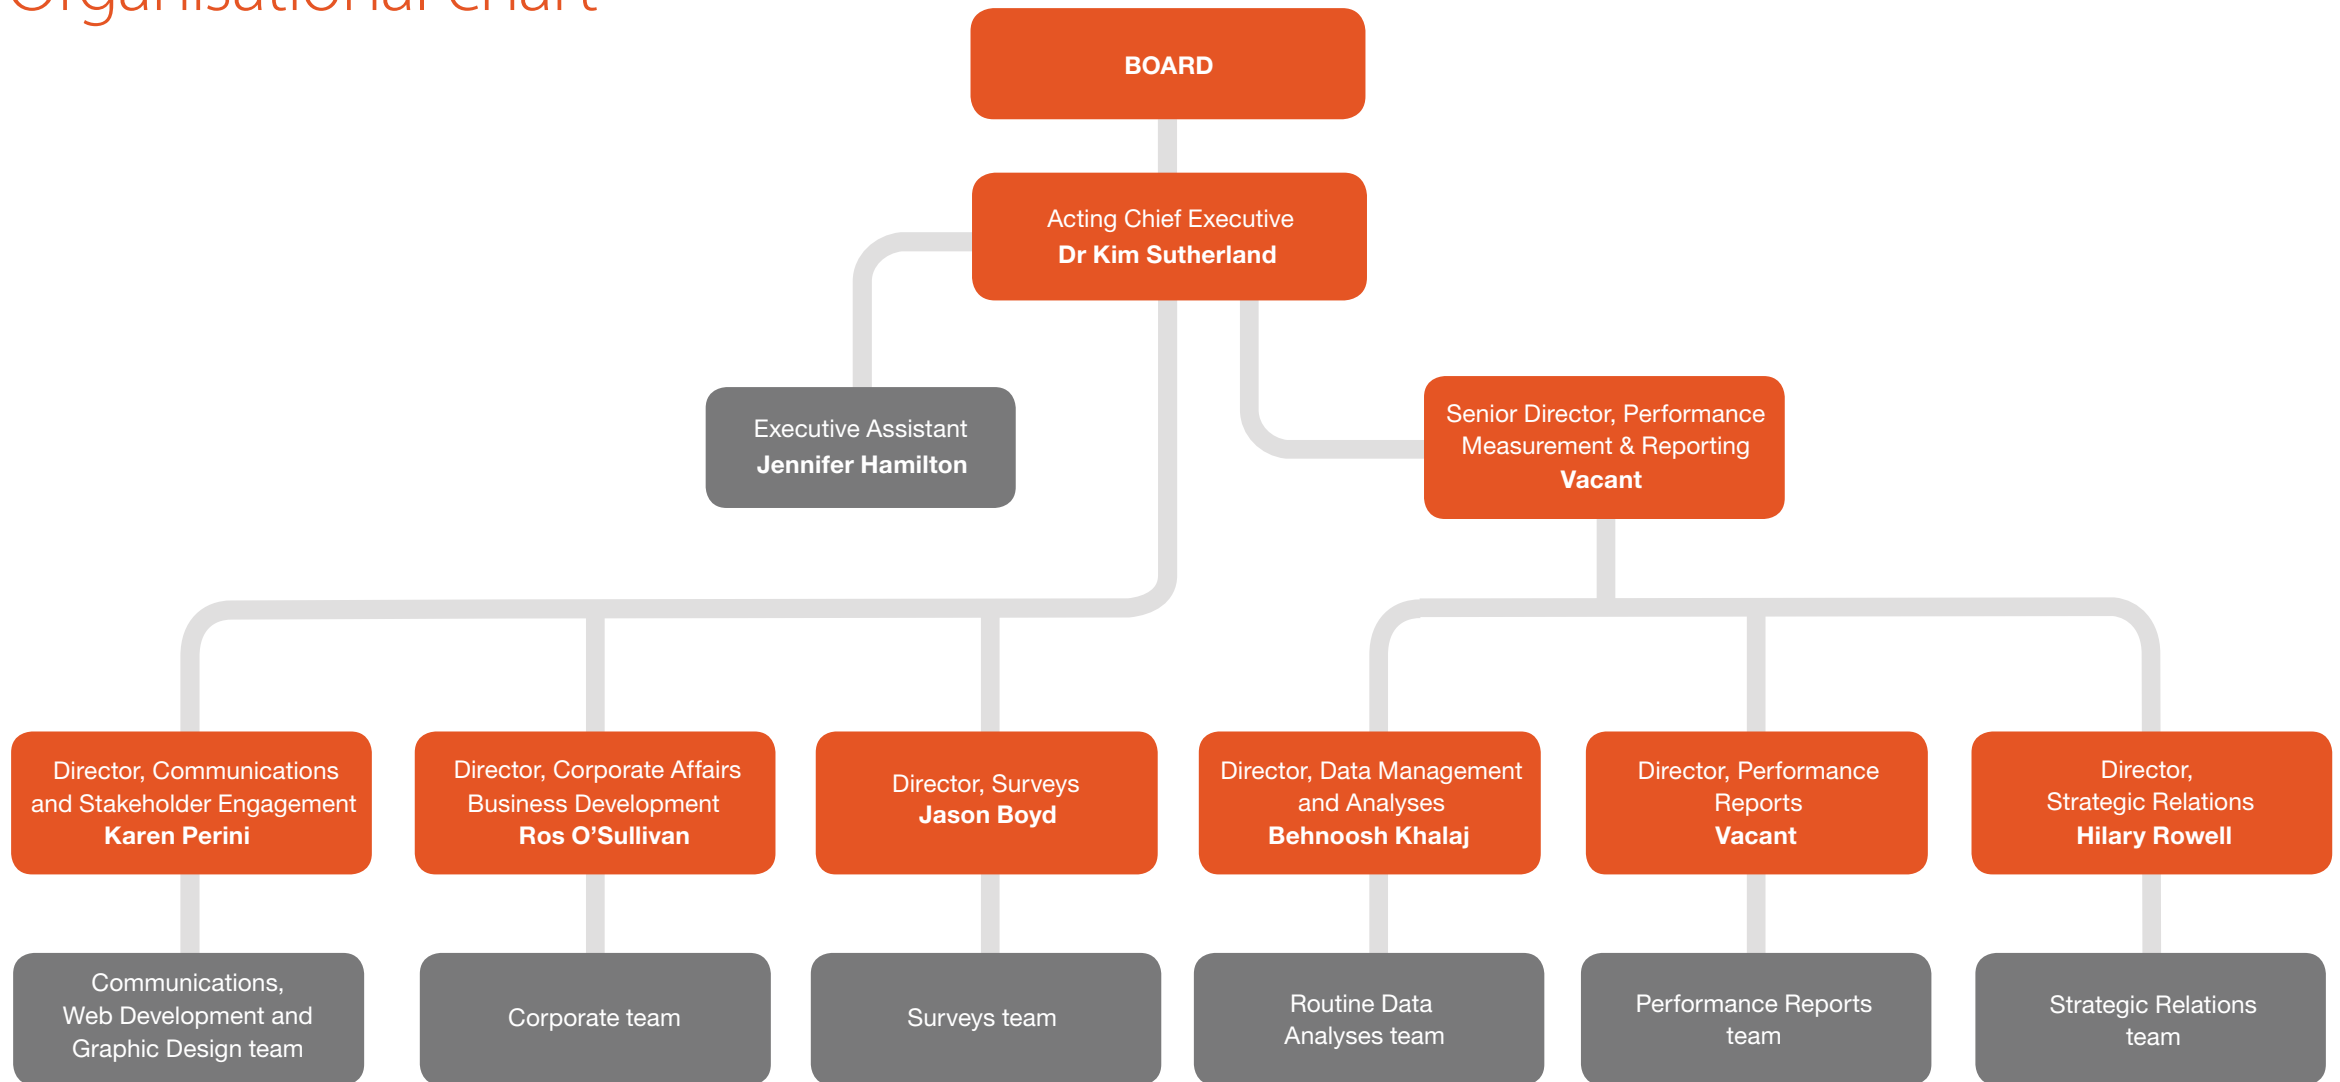 Organisational chart
BOARD
Acting Chief Executive
Dr Kim Sutherland
Executive Assistant
Jennifer Hamilton
Senior Director, Performance
Measurement & Reporting
Vacant
Director, Communications
and Stakeholder Engagement
Karen Perini
Director, Corporate Affairs
Business Development
Ros O’Sullivan
Director, Surveys
Jason Boyd
Director, Data Management
and Analyses
Behnoosh Khalaj
Director, Performance
Reports
Vacant
Director,
Strategic Relations
Hilary Rowell
Communications,
Web Development and
Graphic Design team
Corporate team
Surveys team
Routine Data
Analyses team
Performance Reports
team
Strategic Relations
team